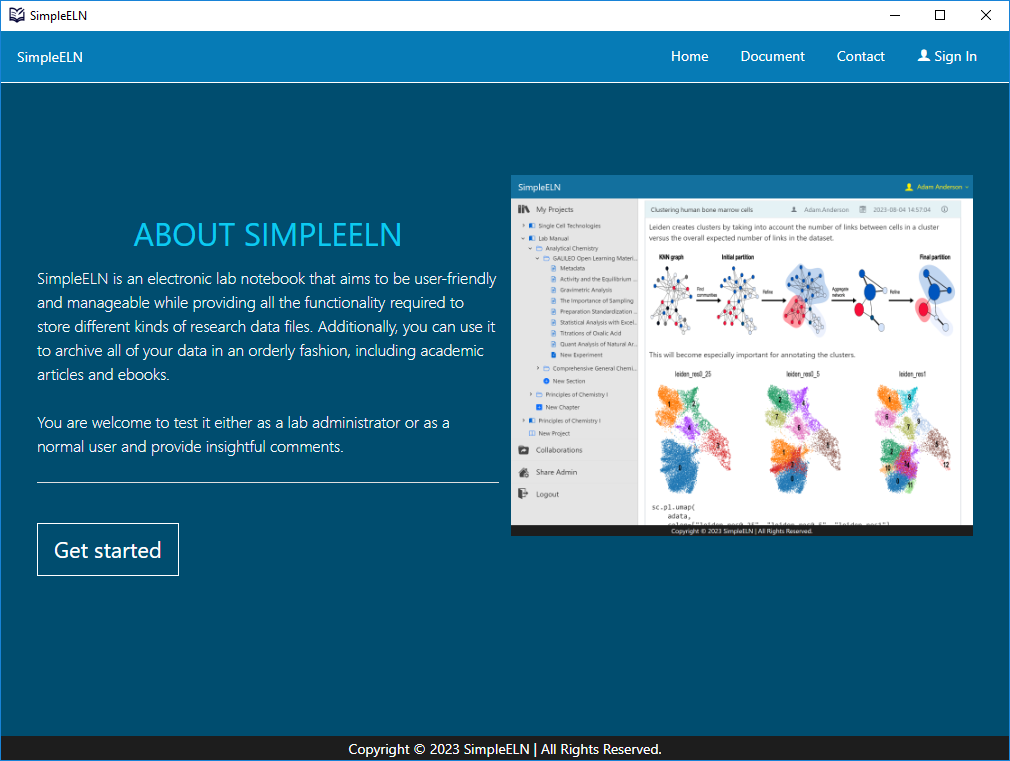 SimpleELN
SimpleELN
Home Document Contact Sign In
ABOUT SIMPLEELN
SimpleELN is an electronic lab notebook that aims to be user-friendly
and manageable while providing all the functionality required to
store different kinds of research data files. Additionally, you can use it
to archive all of your data in an orderly fashion, including academic
articles and ebooks.
You are welcome to test it either as a lab administrator or as a
normal user and provide insightful comments.
Get started
SimpleELN
Adam Anderson
My Projects
Single Cell Technologies
Lab Manual
Analytical Chemistry
GALILEO Open Learning Materi...
Metadata
Activity and the Equilibrium ...
Gravimetric Analysis
The Importance of Sampling
Preparation Standardization ...
Statistical Analysis with Excel...
Titrations of Oxalic Acid
Quant Analysis of Natural Ar...
New Experiment
Comprehensive General Chemi...
New Section
Principles of Chemistry I
New Chapter
Principles of Chemistry I
New Project
Collaborations
Share Admin
Logout
Clustering human bone marrow cells
Adam Anderson
2023-08-04 14:57:04
Leiden creates clusters by taking into account the number of links between cells in a cluster
versus the overall expected number of links in the dataset.
KNN graph Initial partition Final partition
Find
communities
Refine
Aggregate
network
Refine
This will become especially important for annotating the clusters.
leiden_res0_25 leiden_res0_5 leiden_res1
sc.pl.umap(
adata,
Copyright © 2023 SimpleELN | All Rights Reserved.
Copyright © 2023 SimpleELN | All Rights Reserved.